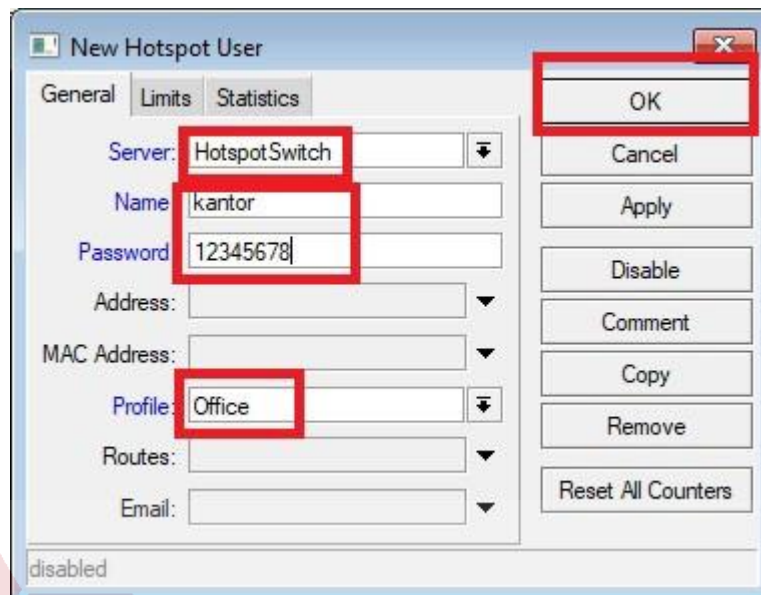 New Hotspot User
General Limits Statistics
Server: HotspotSwitch
Name kantor
Password 12345678
Address:
MAC Address:
Profile: Office
Routes:
Email:
OK
Cancel
Apply
Disable
Comment
Copy
Remove
Reset All Counters
disabled